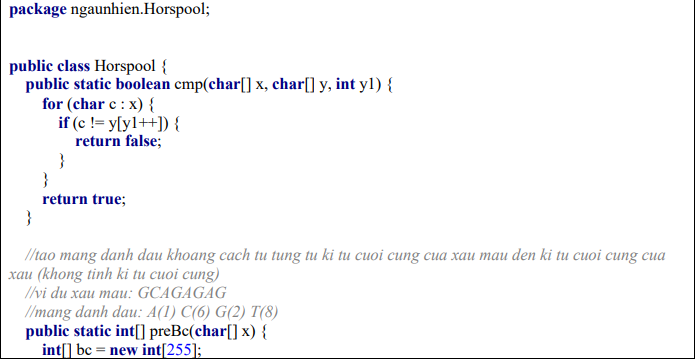 package ngaunhien.Horspool;
public class Horspool {
public static boolean cmp(char[] x, char[] y, int y1) {
for (char c : x) {
if (c != y[y1++]) {
return false;
}
}
return true;
}
//tao mang danh dau khoang cach tu tung tu ki tu cuoi cung cua xau mau den ki tu cuoi cung cua
xau (khong tinh ki tu cuoi cung)
//vi du xau mau: GCAGAGAG
//mang danh dau: A(1) C(6) G(2) T(8)
public static int[] preBc(char[] x) {
int[] bc = new int[255];